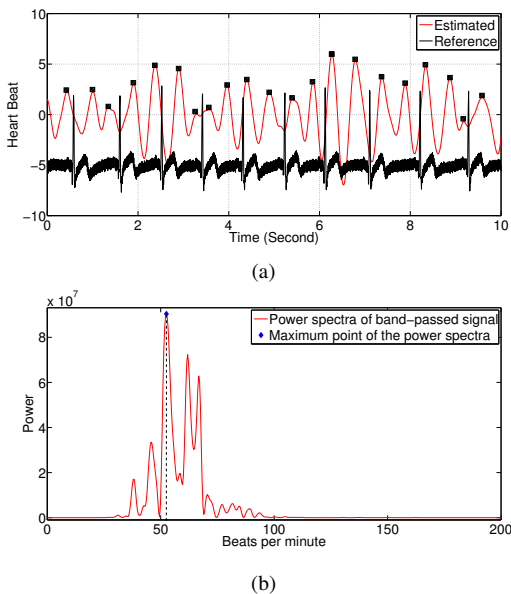 Estimated
Reference
10
5
0
−5
−10
Heart Beat
0
2
4
6
8
10
Time (Second)
(a)
x 10^7
Power spectra of band−passed signal
Maximum point of the power spectra
8
6
4
2
0
Power
0
50
100
150
200
Beats per minute
(b)